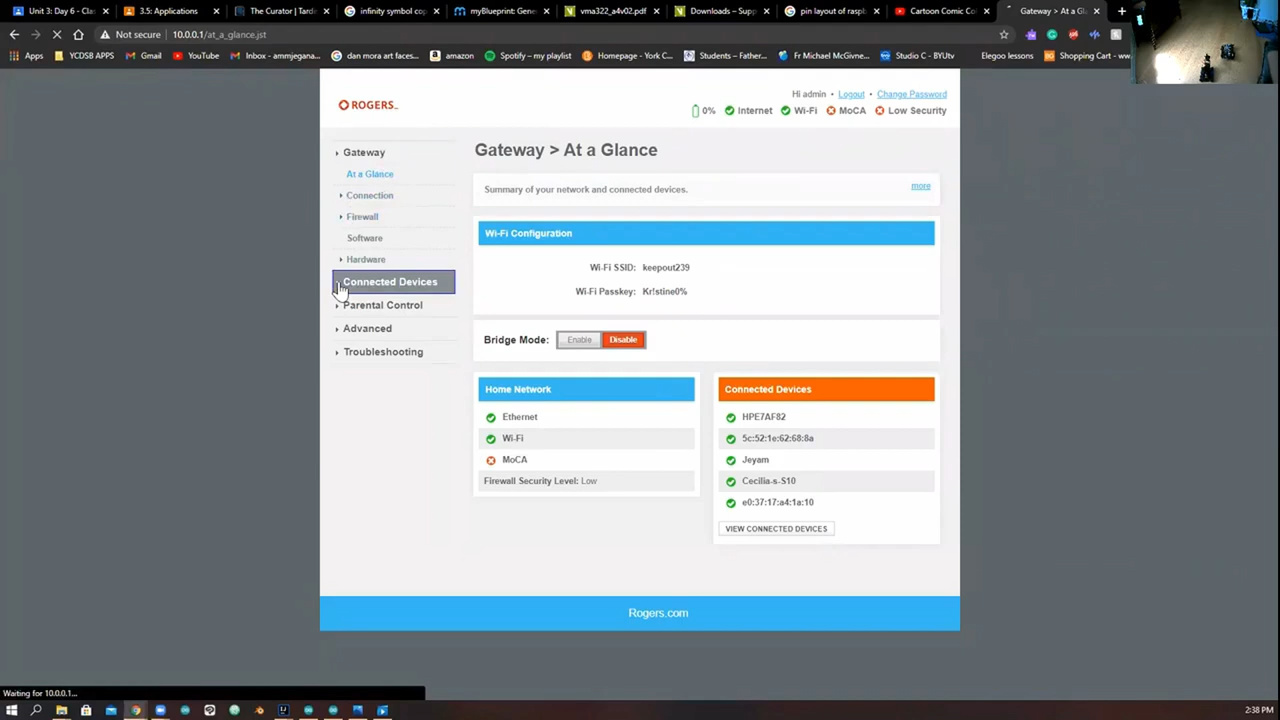 Unit 3: Day 6 - Clas
3.5: Applications
The Curator | Tard
infinity symbol cop
myBlueprint: Gene
vma322_a4v02.pdf
Downloads – Sup
pin layout of raspb
Cartoon Comic Co
Gateway > At a Gla
Not secure
10.0.0.1/at_a_glance.jst
Apps
YCDSB APPS
Gmail
YouTube
Inbox - ammjegana...
dan mora art faces...
amazon
Spotify – my playlist
Homepage - York C...
Students – Father...
Fr Michael McGivne...
Studio C - BYUtv
Elegoo lessons
Shopping Cart - www
ROGERS
Hi admin • Logout • Change Password
0% Internet Wi-Fi MoCA Low Security
Gateway
At a Glance
Connection
Firewall
Software
Hardware
Connected Devices
Parental Control
Advanced
Troubleshooting
Gateway > At a Glance
Summary of your network and connected devices.
more
Wi-Fi Configuration
Wi-Fi SSID: keepout239
Wi-Fi Passkey: Kr!stine0%
Bridge Mode: Enable Disable
Home Network
Ethernet
Wi-Fi
MoCA
Firewall Security Level: Low
Connected Devices
HPE7AF82
5c:52:1e:62:68:8a
Jeyam
Cecilia-s-S10
e0:37:17:a4:1a:10
VIEW CONNECTED DEVICES
Rogers.com
Waiting for 10.0.0.1...
2:38 PM